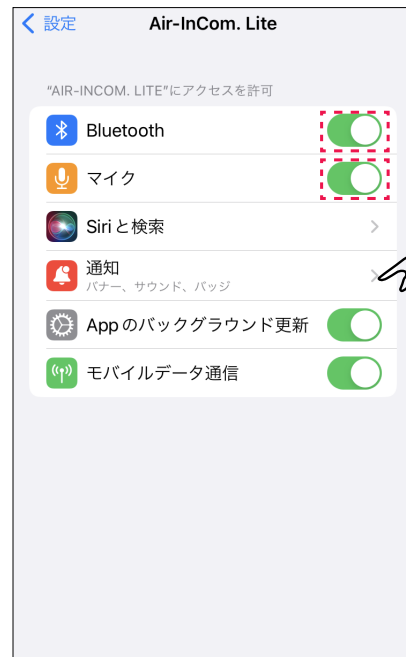 設定
Air-InCom. Lite
“AIR-INCOM. LITE”にアクセスを許可
Bluetooth
マイク
Siriと検索
通知
バナー、サウンド、バッジ
Appのバックグラウンド更新
モバイルデータ通信